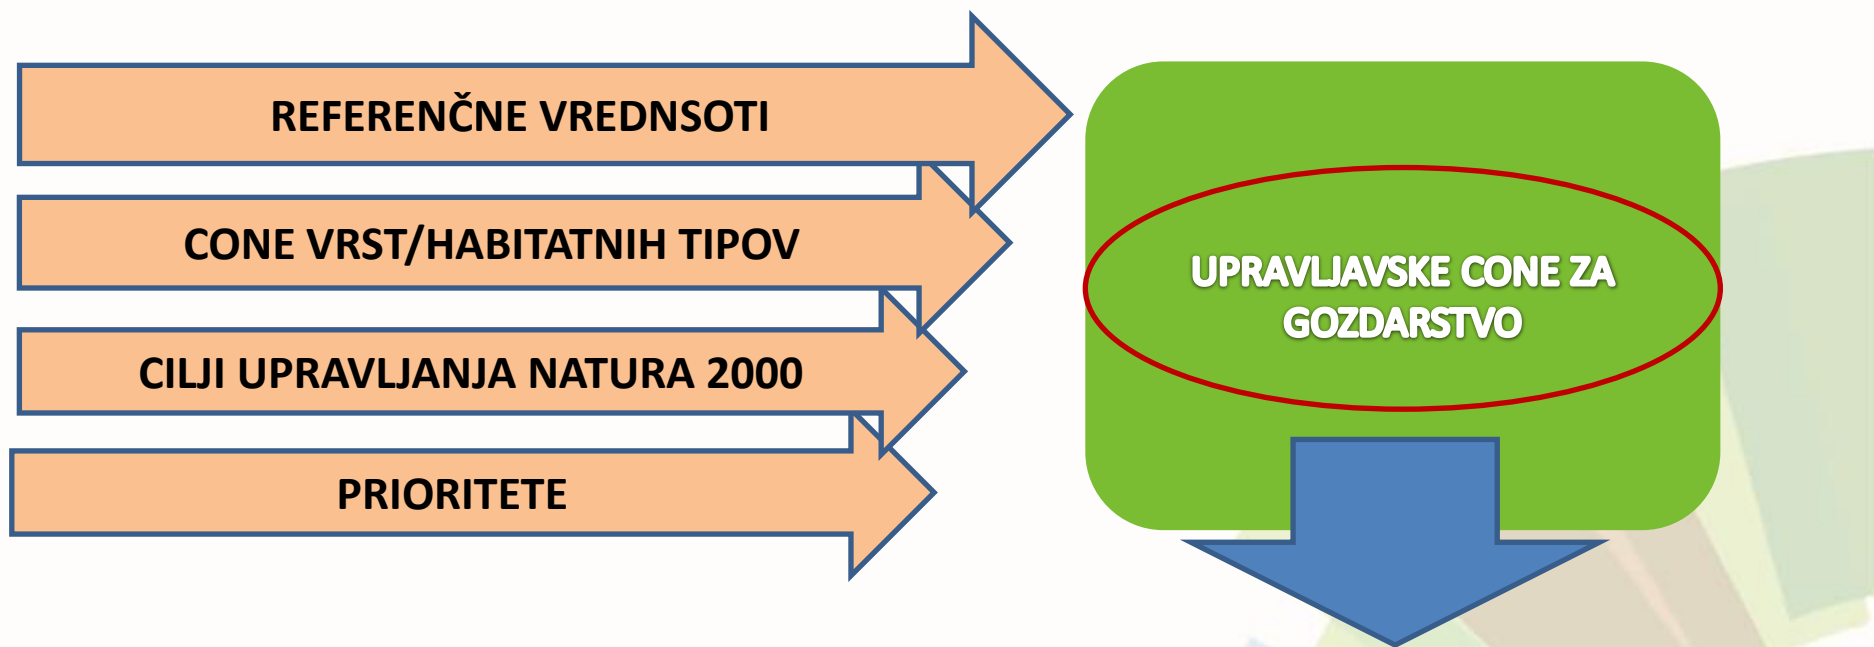 REFERENČNE VREDNSOTI
CONE VRST/HABITATNIH TIPOV
CILJI UPRAVLJANJA NATURA 2000
PRIORITETE
UPRAVLJAVSKE CONE ZA
GOZDARSTVO